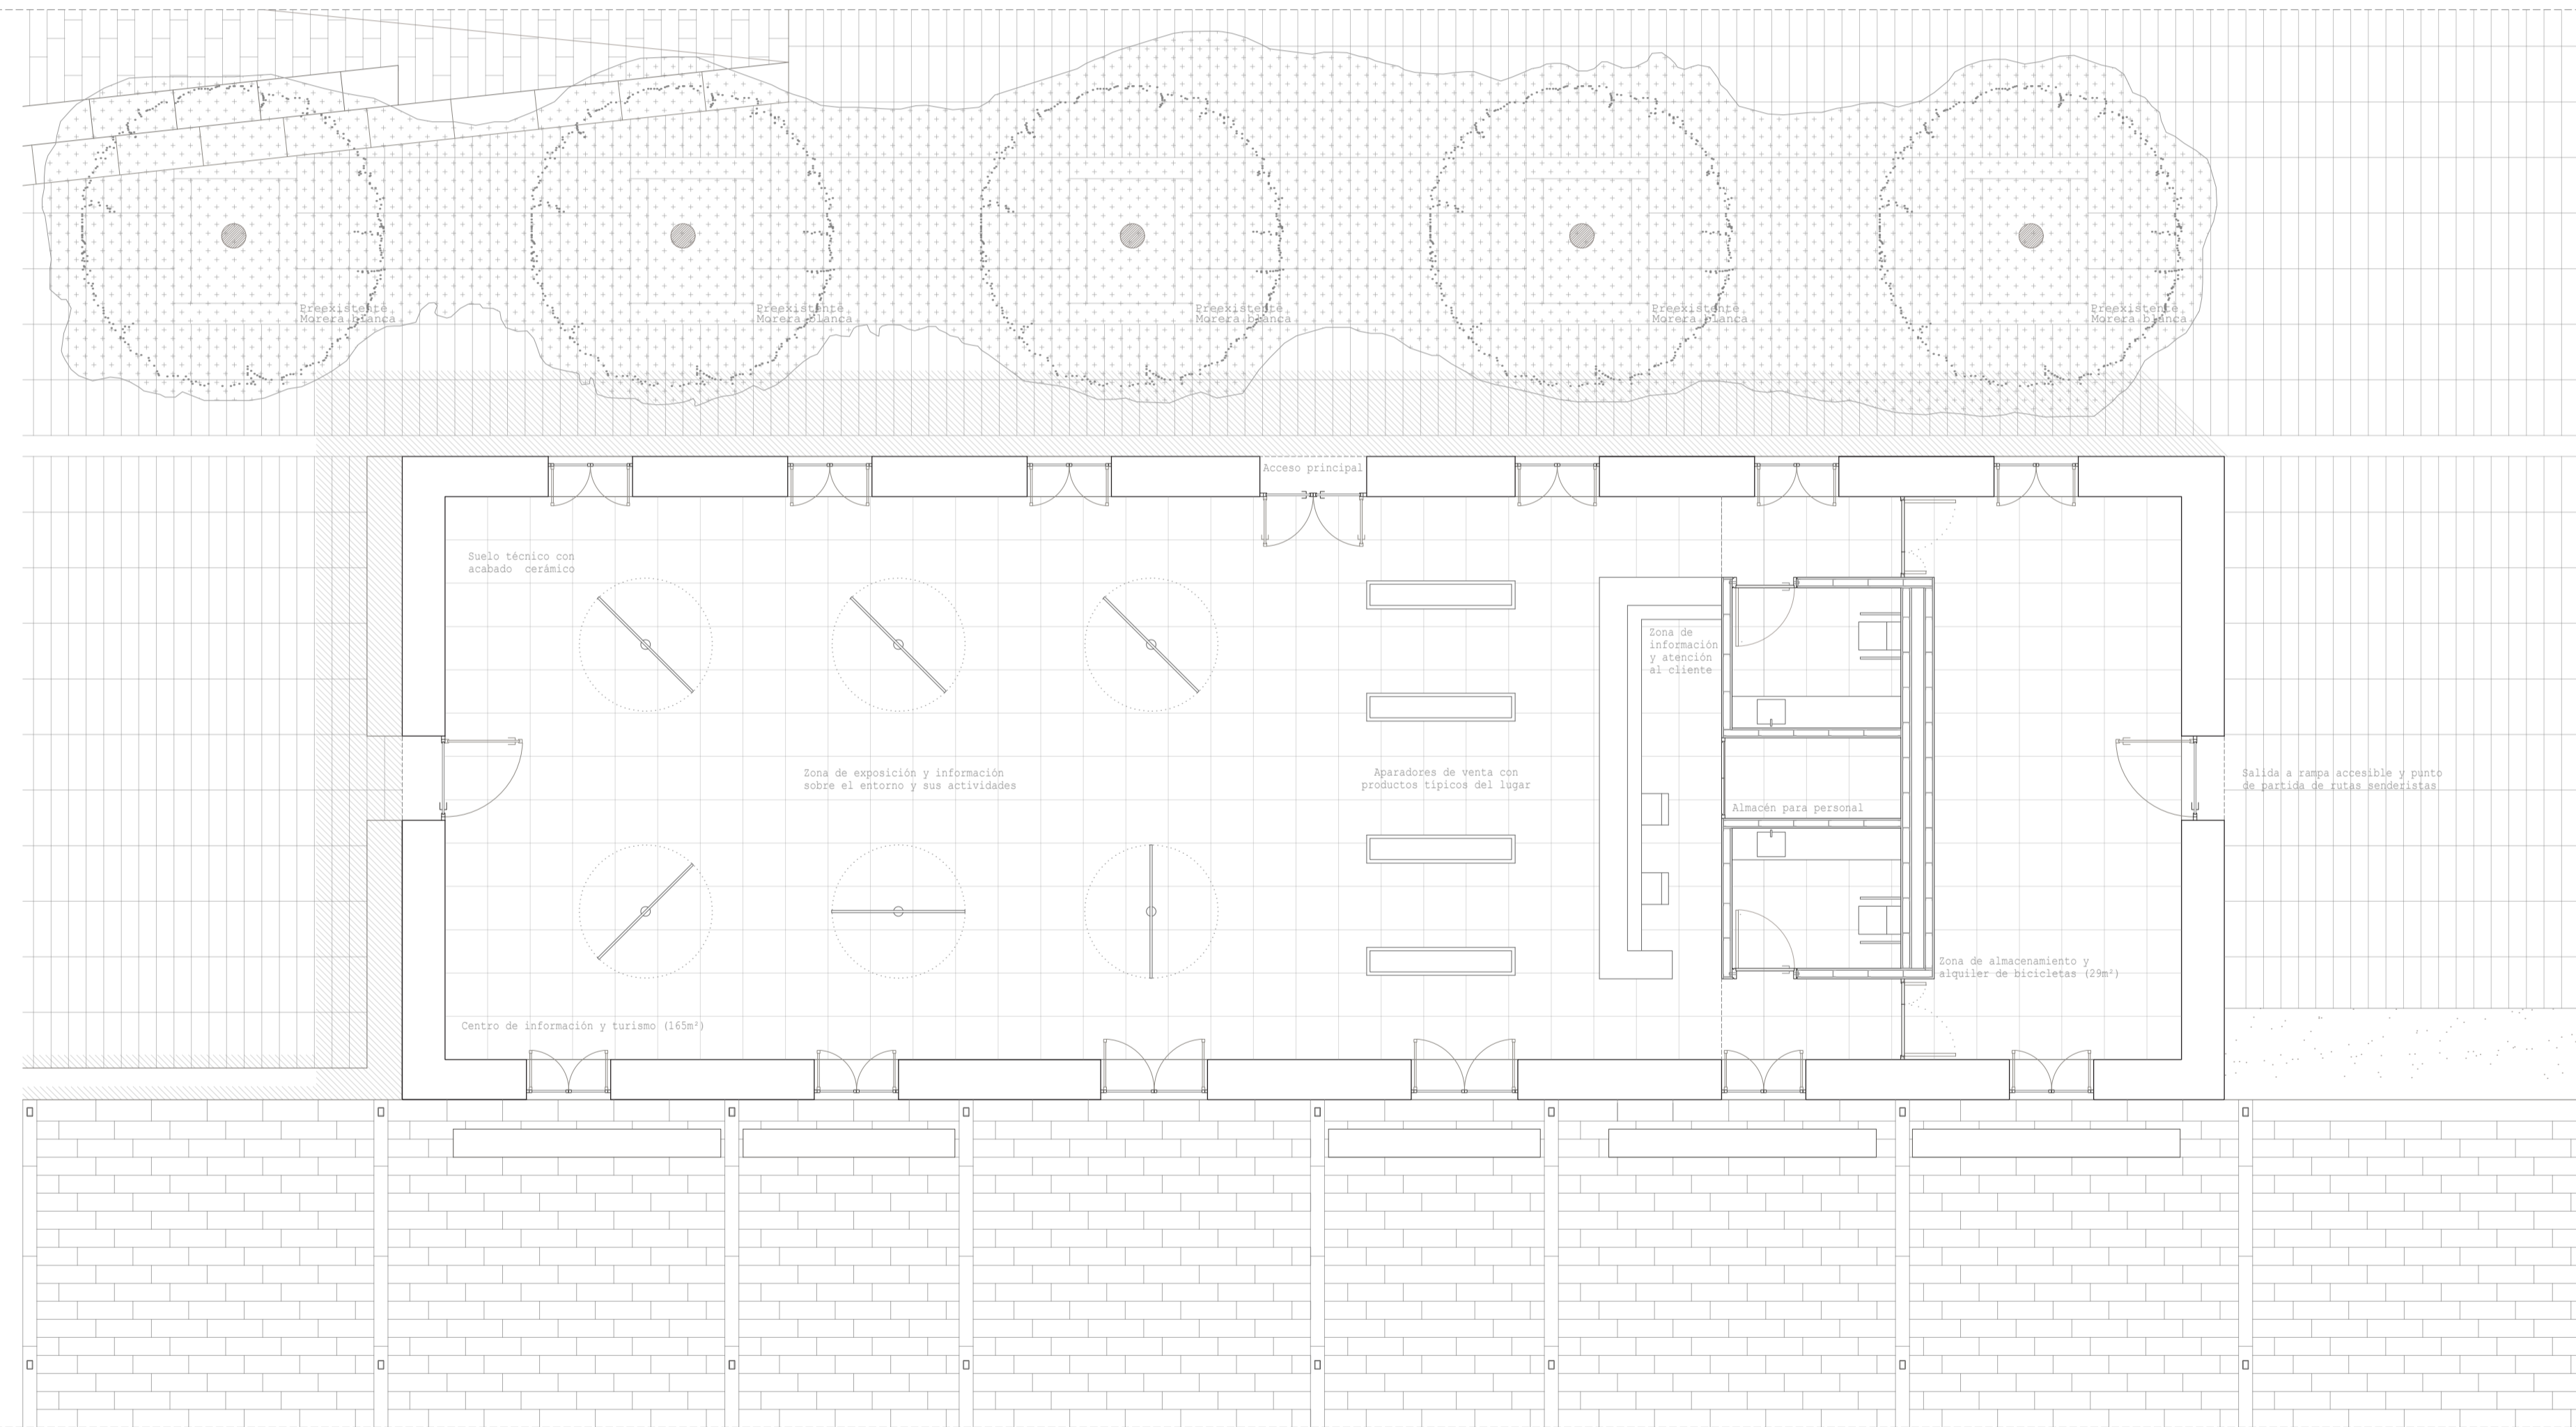 Preexistente
Morera blanca
Preexistente
Morera blanca
Preexistente
Morera blanca
Preexistente
Morera blanca
Preexistente
Morera blanca
Acceso principal
Suelo técnico con
acabado cerámico
Zona de
información
y atención
al cliente
Zona de exposición y información
sobre el entorno y sus actividades
Aparadores de venta con
productos típicos del lugar
Almacén para personal
Salida a rampa accesible y punto
de partida de rutas senderistas
Zona de almacenamiento y
alquiler de bicicletas (29m²)
Centro de información y turismo (165m²)